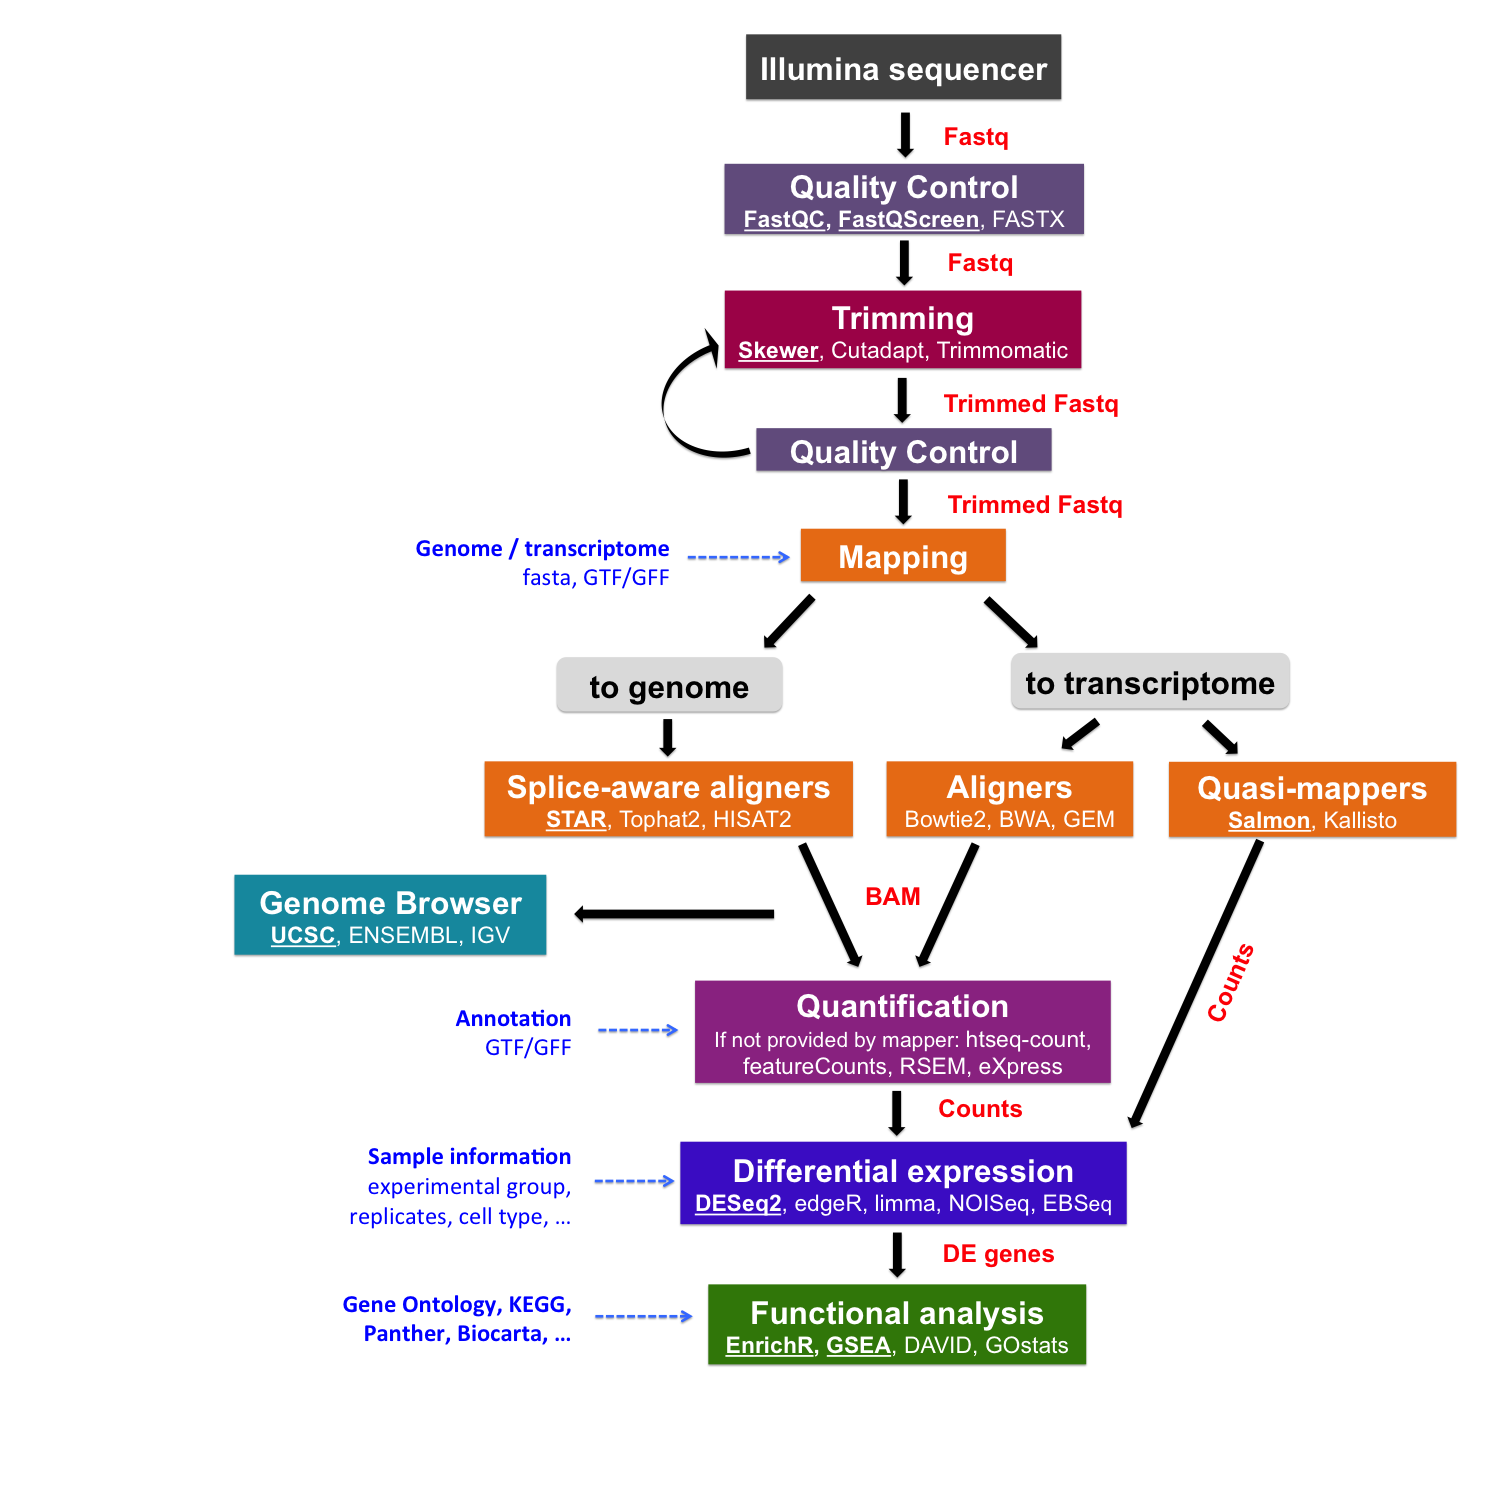 Illumina sequencer
Fastq
Quality Control
FastQC, FastQScreen, FASTX
Fastq
Trimming
Skewer, Cutadapt, Trimmomatic
Trimmed Fastq
Quality Control
Trimmed Fastq
Genome / transcriptome
fasta, GTF/GFF
Mapping
to genome
to transcriptome
Splice-aware aligners
STAR, Tophat2, HISAT2
Aligners
Bowtie2, BWA, GEM
Quasi-mappers
Salmon, Kallisto
BAM
Genome Browser
UCSC, ENSEMBL, IGV
Counts
Quantification
If not provided by mapper: htseq-count,
featureCounts, RSEM, eXpress
Annotation
GTF/GFF
Counts
Sample information
experimental group,
replicates, cell type, ...
Differential expression
DESeq2, edgeR, limma, NOISeq, EBSeq
DE genes
Gene Ontology, KEGG,
Panther, Biocarta, ...
Functional analysis
EnrichR, GSEA, DAVID, GOstats